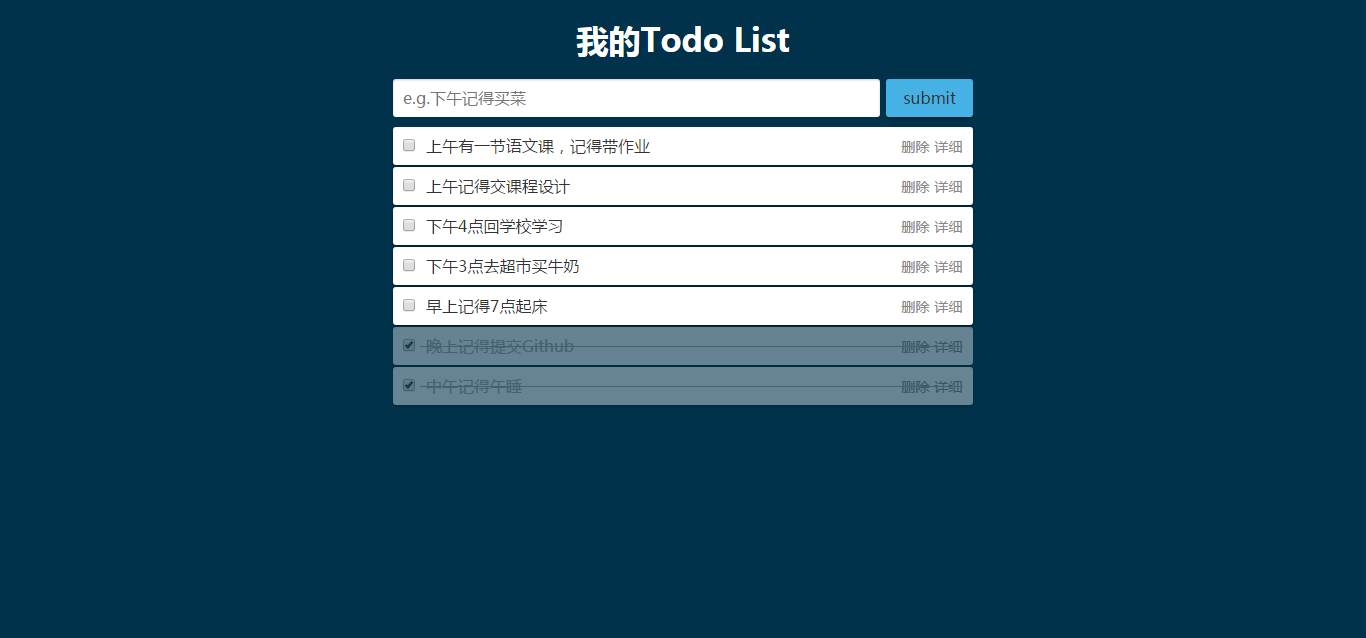 我的Todo List
e.g.下午记得买菜 submit
上午有一节语文课，记得带作业 删除 详细
上午记得交课程设计 删除 详细
下午4点回学校学习 删除 详细
下午3点去超市买牛奶 删除 详细
早上记得7点起床 删除 详细
晚上记得提交Github 删除 详细
中午记得午睡 删除 详细